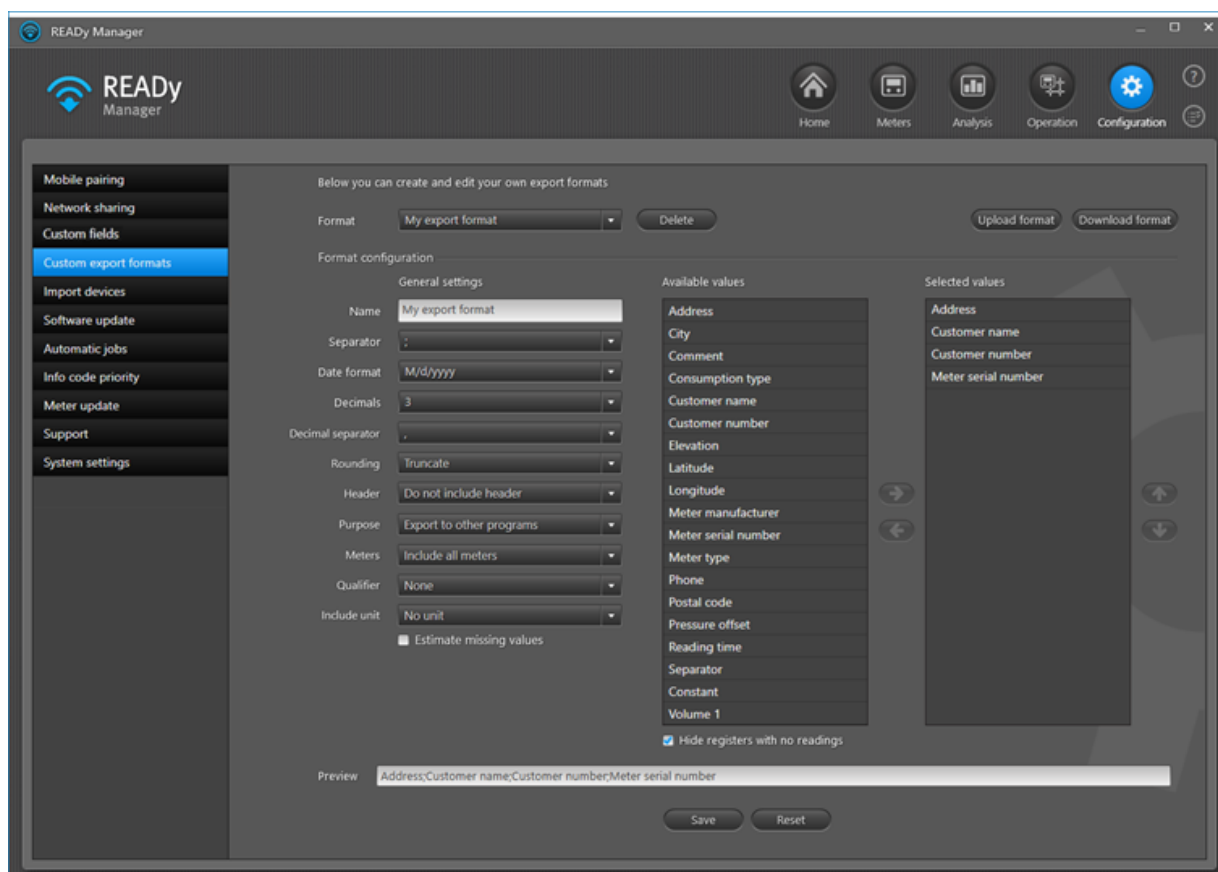 READy Manager
READy
Manager
Home
Meters
Analysis
Operation
Configuration
?
Mobile pairing
Network sharing
Custom fields
Custom export formats
Import devices
Software update
Automatic jobs
Info code priority
Meter update
Support
System settings
Below you can create and edit your own export formats
Format My export format Delete Upload format Download format
Format configuration
General settings
Name My export format
Separator ;
Date format M/d/yyyy
Decimals 3
Decimal separator ,
Rounding Truncate
Header Do not include header
Purpose Export to other programs
Meters Include all meters
Qualifier None
Include unit No unit
Estimate missing values
Available values
Address
City
Comment
Consumption type
Customer name
Customer number
Elevation
Latitude
Longitude
Meter manufacturer
Meter serial number
Meter type
Phone
Postal code
Pressure offset
Reading time
Separator
Constant
Volume 1
Hide registers with no readings
Selected values
Address
Customer name
Customer number
Meter serial number
Preview Address;Customer name;Customer number;Meter serial number
Save Reset